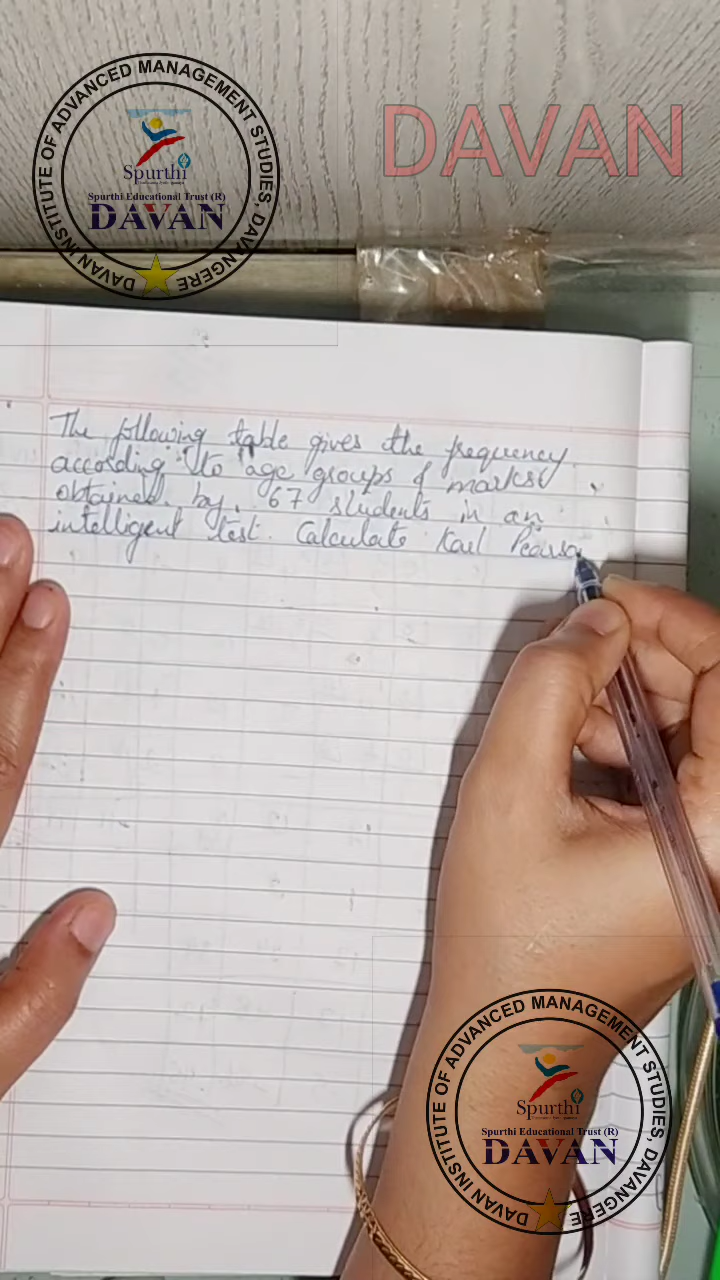 DAVAN INSTITUTE OF ADVANCED MANAGEMENT STUDIES, DAVANGERE
Spurthi
Spurthi Educational Trust (R)
DAVAN
DAVAN
The following table gives the frequency
according to age groups of marks
obtained by 67 students in an
intelligent test. Calculate Karl Pearso
DAVAN INSTITUTE OF ADVANCED MANAGEMENT STUDIES, DAVANGERE
Spurthi
Spurthi Educational Trust (R)
DAVAN